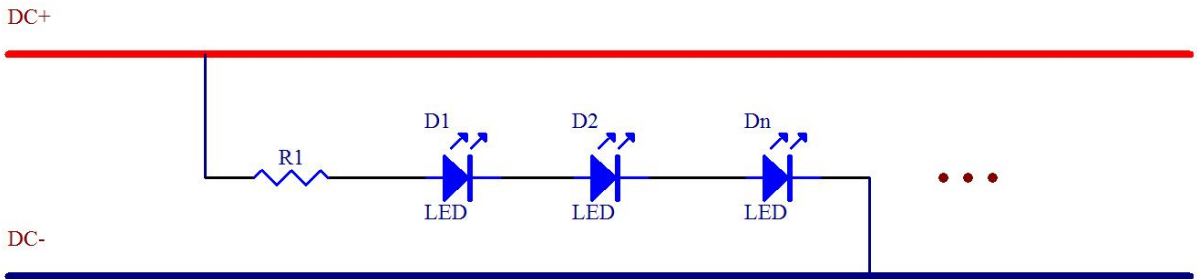 DC+
D1 D2 Dn
R1
LED LED LED
DC-